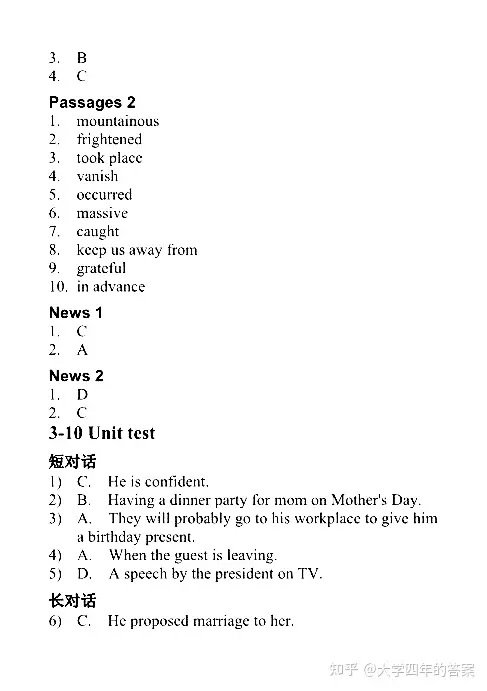 3. B
4. C
Passages 2
1. mountainous
2. frightened
3. took place
4. vanish
5. occurred
6. massive
7. caught
8. keep us away from
9. grateful
10. in advance
News 1
1. C
2. A
News 2
1. D
2. C
3-10 Unit test
短对话
1) C. He is confident.
2) B. Having a dinner party for mom on Mother's Day.
3) A. They will probably go to his workplace to give him
a birthday present.
4) A. When the guest is leaving.
5) D. A speech by the president on TV.
长对话
6) C. He proposed marriage to her.
知乎 @大学四年的答案